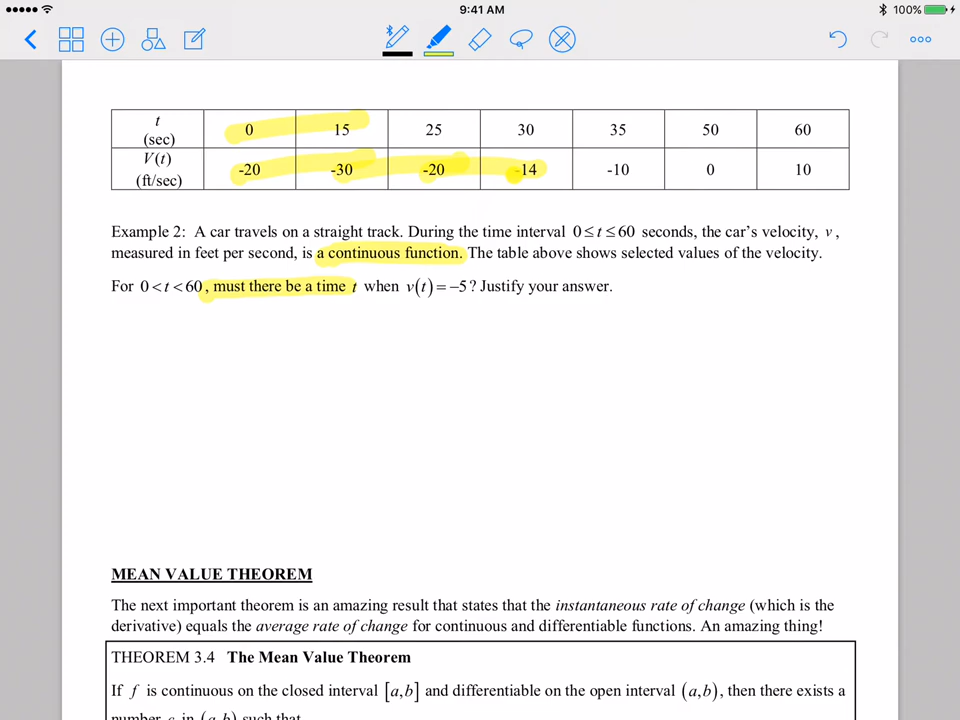 9:41 AM
100%
t (sec) 0 15 25 30 35 50 60
V(t) (ft/sec) -20 -30 -20 -14 -10 0 10
Example 2: A car travels on a straight track. During the time interval 0≤t≤60 seconds, the car's velocity, v,
measured in feet per second, is a continuous function. The table above shows selected values of the velocity.
For 0<t<60, must there be a time t when v(t)=−5? Justify your answer.
MEAN VALUE THEOREM
The next important theorem is an amazing result that states that the instantaneous rate of change (which is the
derivative) equals the average rate of change for continuous and differentiable functions. An amazing thing!
THEOREM 3.4 The Mean Value Theorem
If f is continuous on the closed interval [a,b] and differentiable on the open interval (a,b), then there exists a
number c in (a,b) such that